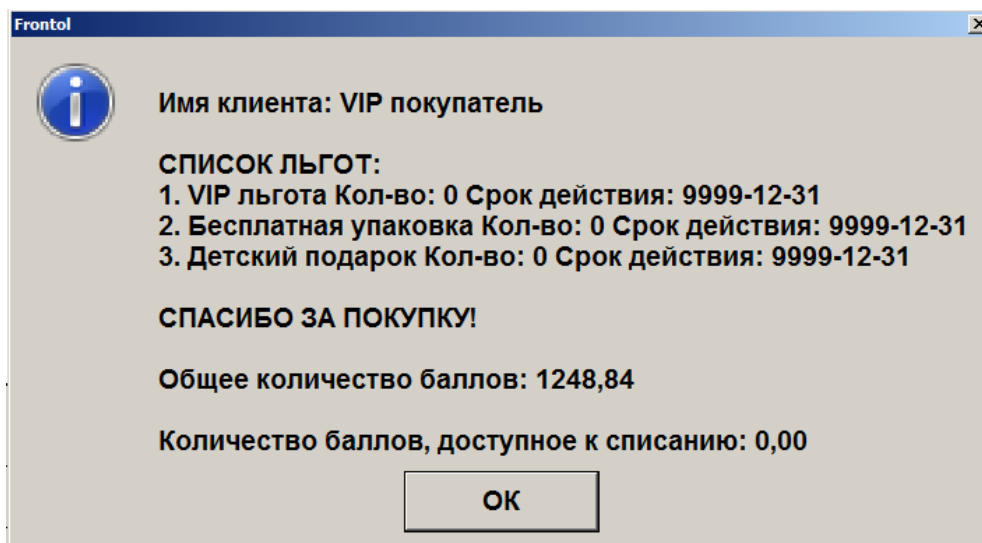 Frontol
Имя клиента: VIP покупатель
СПИСОК ЛЬГОТ:
1. VIP льгота Кол-во: 0 Срок действия: 9999-12-31
2. Бесплатная упаковка Кол-во: 0 Срок действия: 9999-12-31
3. Детский подарок Кол-во: 0 Срок действия: 9999-12-31
СПАСИБО ЗА ПОКУПКУ!
Общее количество баллов: 1248,84
Количество баллов, доступное к списанию: 0,00
ОК